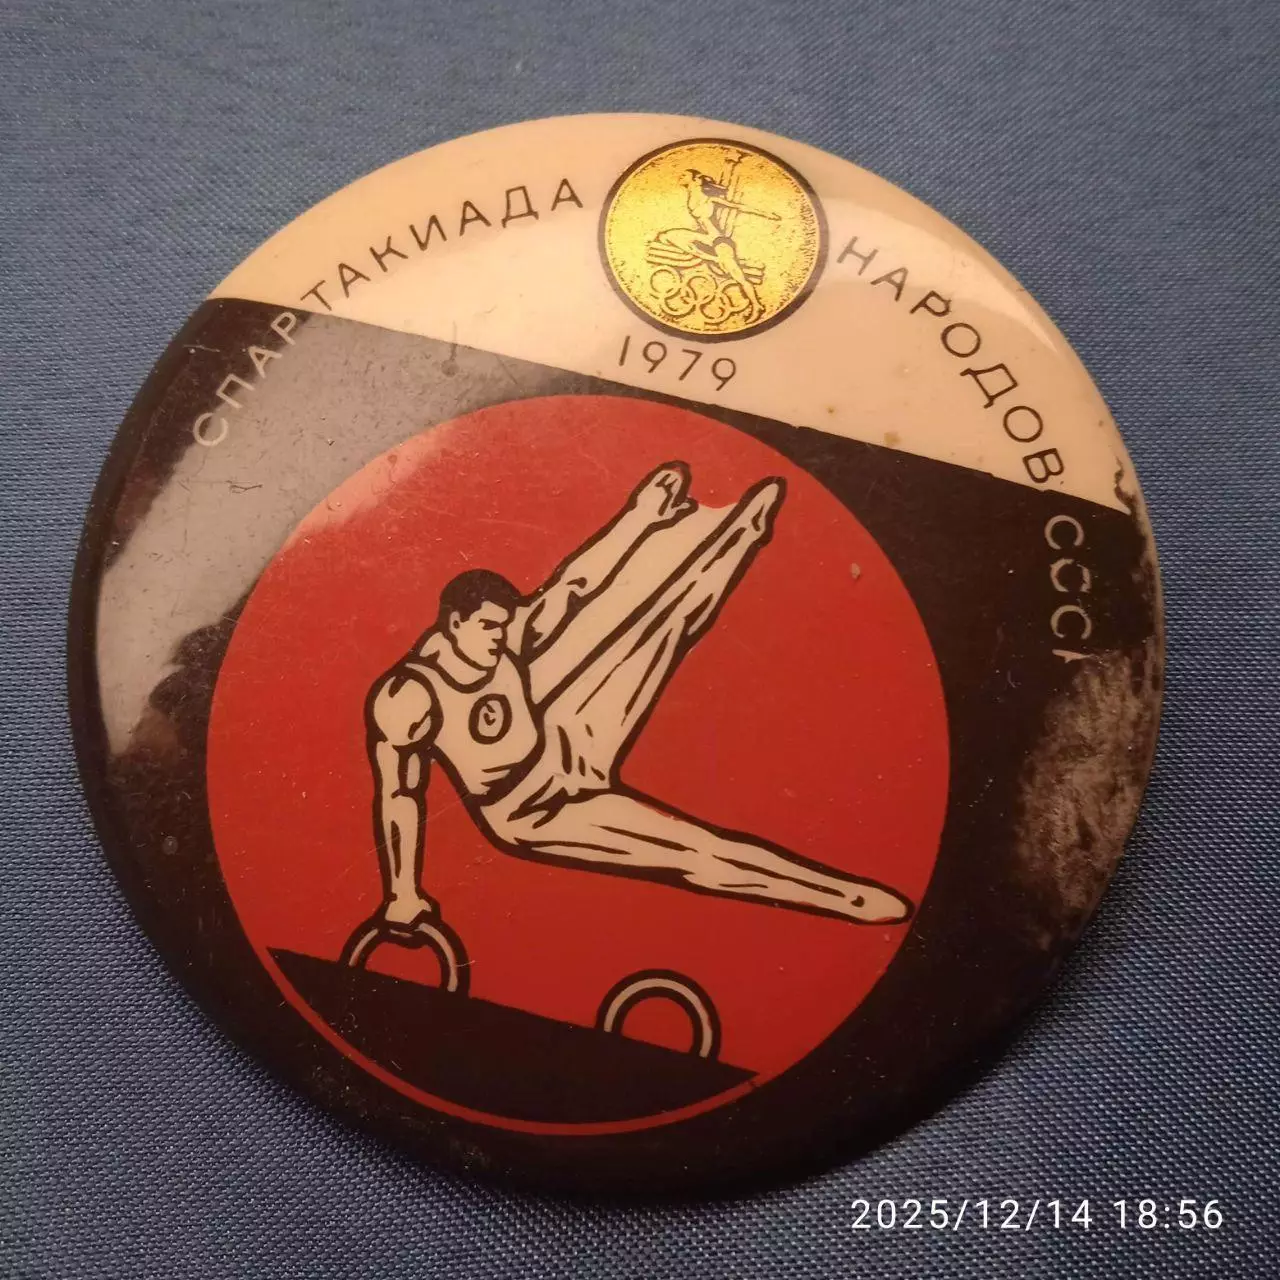 СПАРТАКИАДА НАРОДОВ СССР
1979
2025/12/14 18:56